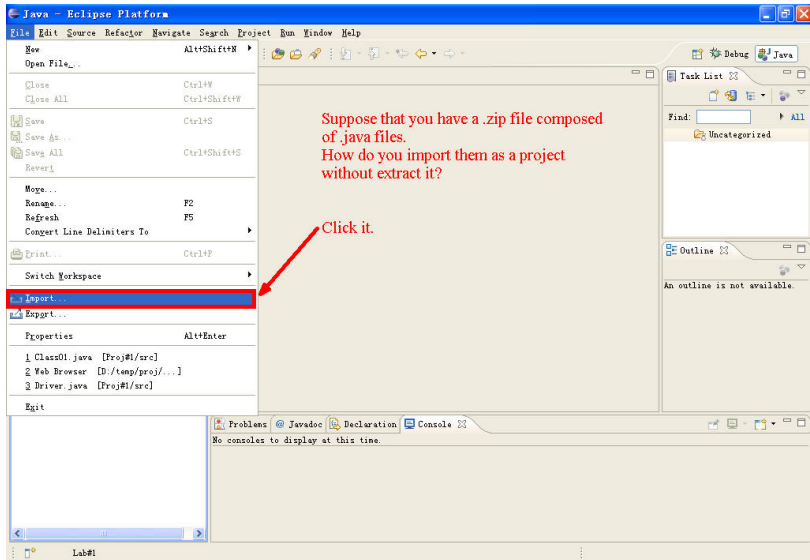 Java - Eclipse Platform
File Edit Source Refactor Navigate Search Project Run Window Help
New Alt+Shift+N
Open File...
Close Ctrl+W
Close All Ctrl+Shift+W
Save Ctrl+S
Save As...
Save All Ctrl+Shift+S
Revert
Move...
Rename... F2
Refresh F5
Convert Line Delimiters To
Print... Ctrl+P
Switch Workspace
Import...
Export...
Properties Alt+Enter
1 Class01.java [Proj#1/src]
2 Web Browser [D:/temp/proj/...]
3 Driver.java [Proj#1/src]
Exit
Suppose that you have a .zip file composed
of .java files.
How do you import them as a project
without extract it?
Click it.
Debug Java
Task List
Find: All
Uncategorized
Outline
An outline is not available.
Problems @ Javadoc Declaration Console
No consoles to display at this time.
Lab#1